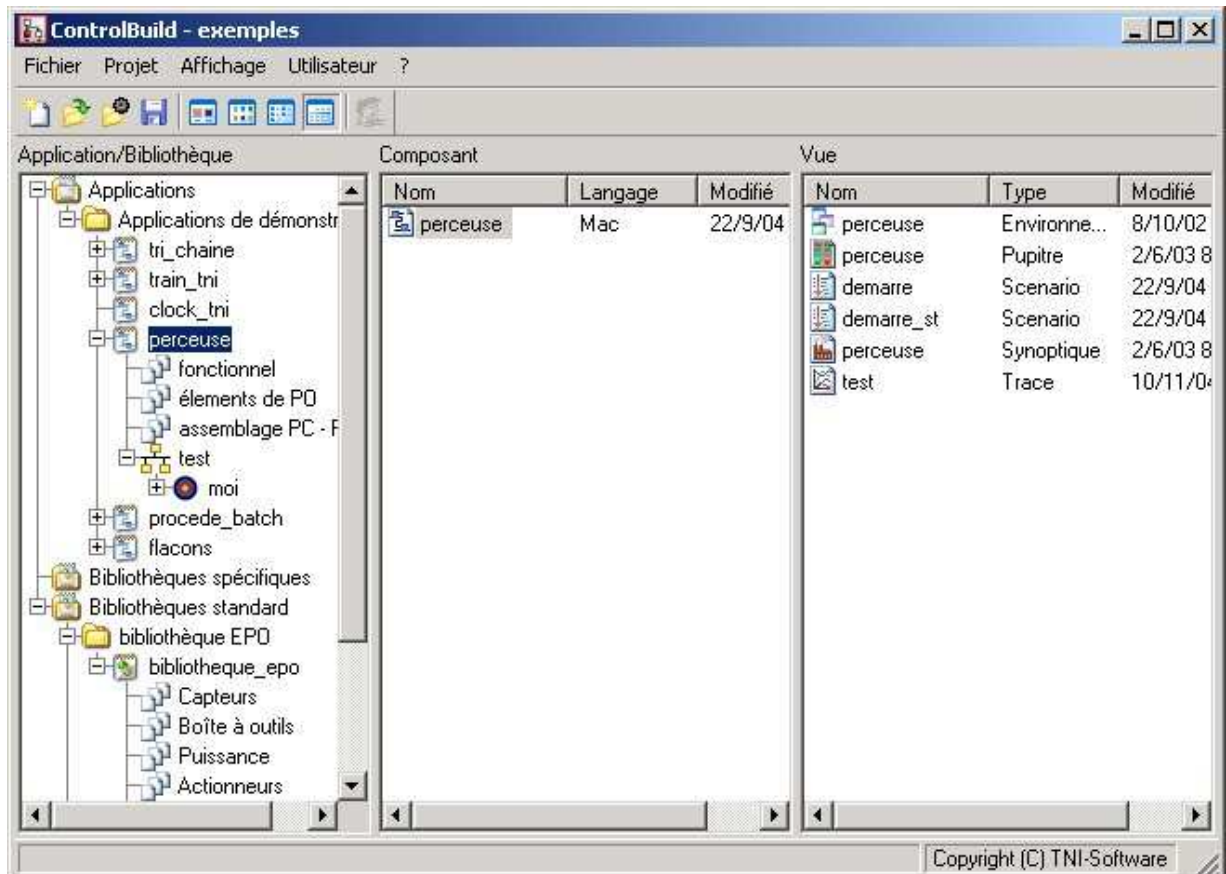 ControlBuild - exemples
Fichier Projet Affichage Utilisateur ?
Application/Bibliothèque
Applications
Applications de démonstr
tri_chaine
train_tni
clock_tni
perceuse
fonctionnel
élements de PO
assemblage PC - F
test
moi
procede_batch
flacons
Bibliothèques spécifiques
Bibliothèques standard
bibliothèque EPO
bibliotheque_epo
Capteurs
Boîte à outils
Puissance
Actionneurs
Composant
Nom Langage Modifié
perceuse Mac 22/9/04
Vue
Nom Type Modifié
perceuse Environne... 8/10/02
perceuse Pupitre 2/6/03 8
demarre Scenario 22/9/04
demarre_st Scenario 22/9/04
perceuse Synoptique 2/6/03 8
test Trace 10/11/04
Copyright (C) TNI-Software